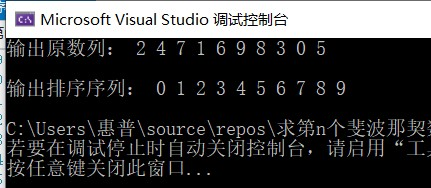 Microsoft Visual Studio 调试控制台
输出原数列: 2 4 7 1 6 9 8 3 0 5
输出排序序列: 0 1 2 3 4 5 6 7 8 9
C:\Users\惠普\source\repos\求第n个斐波那契
若要在调试停止时自动关闭控制台，请启用“工
按任意键关闭此窗口...